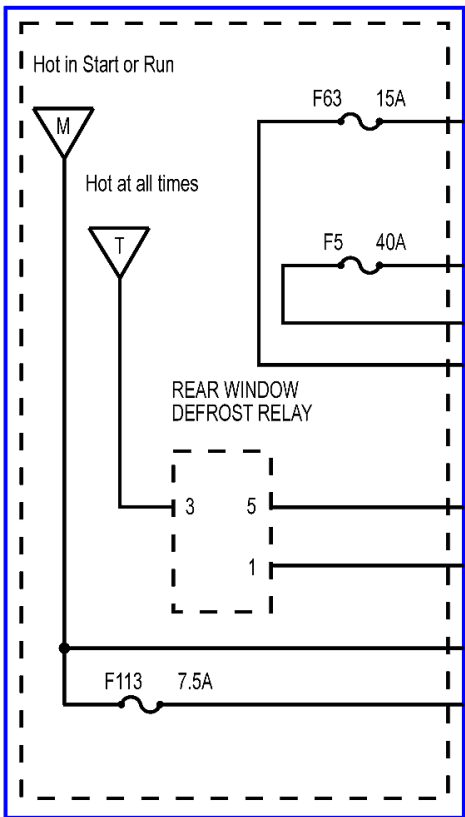 Hot in Start or Run
F63 15A
M
Hot at all times
T
F5 40A
REAR WINDOW
DEFROST RELAY
3 5
1
F113 7.5A